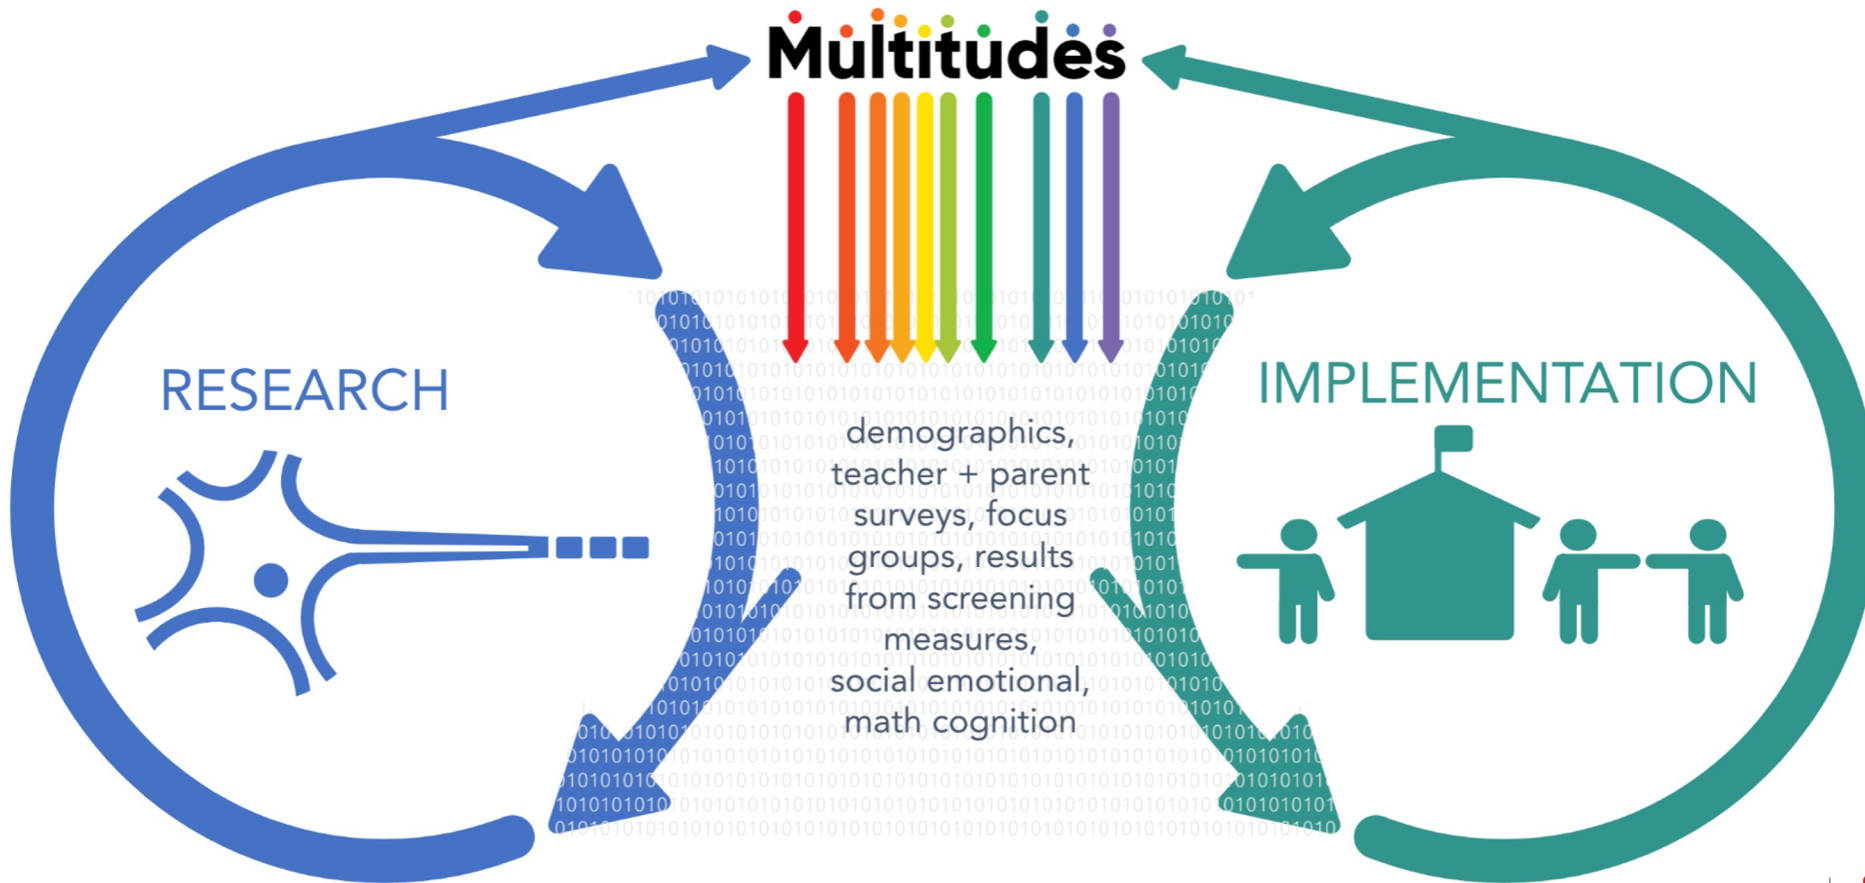 Multitudes
RESEARCH
IMPLEMENTATION
demographics,
teacher + parent
surveys, focus
groups, results
from screening
measures,
social emotional,
math cognition